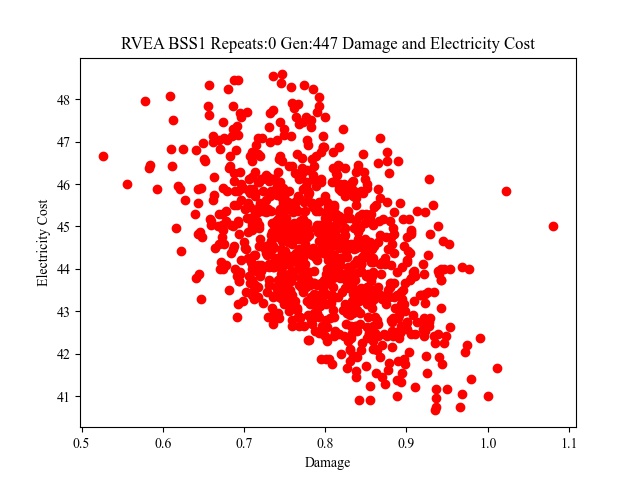 RVEA BSS1 Repeats:0 Gen:447 Damage and Electricity Cost
48
47
46
45
44
43
42
41
Electricity Cost
0.5 0.6 0.7 0.8 0.9 1.0 1.1
Damage